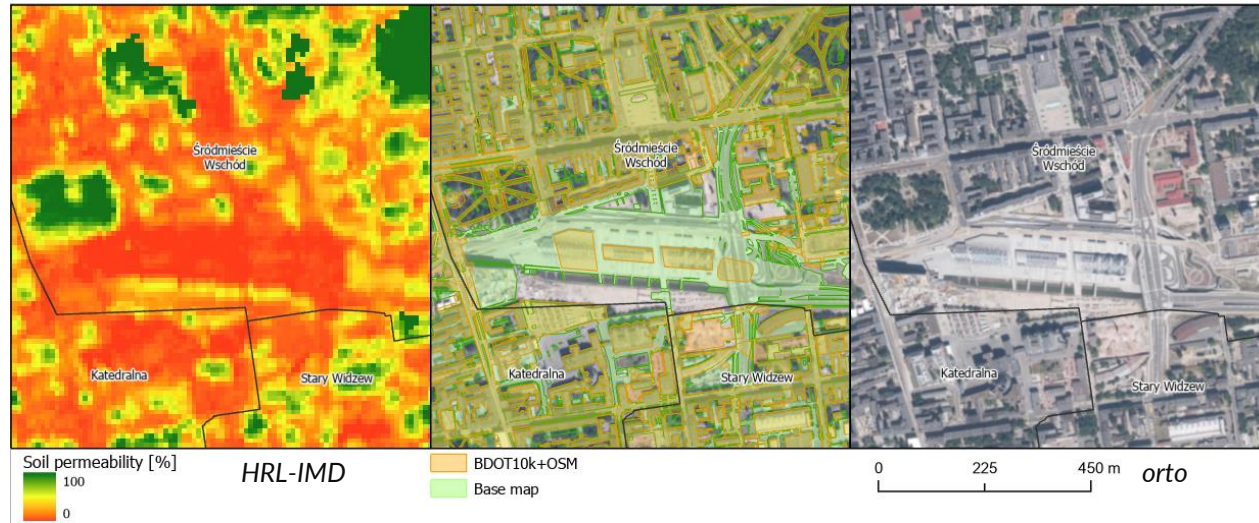 Śródmieście
Wschód
Katedralna
Stary Widzew
Śródmieście
Wschód
Katedralna
Stary Widzew
Śródmieście
Wschód
Katedralna
Stary Widzew
Soil permeability [%]
100
0
HRL-IMD
BDOT10k+OSM
Base map
0 225 450 m
orto